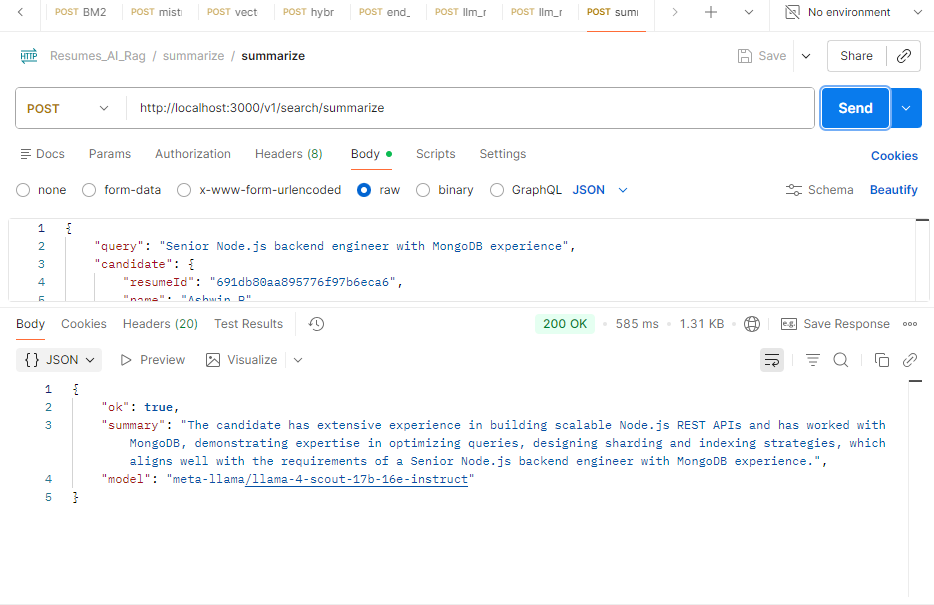 POST BM2 POST mist POST vect POST hybr POST end_ POST llm_r POST llm_r POST sum No environment
HTTP Resumes_AI_Rag / summarize / summarize Save Share
POST http://localhost:3000/v1/search/summarize Send
Docs Params Authorization Headers (8) Body Scripts Settings Cookies
none form-data x-www-form-urlencoded raw binary GraphQL JSON Schema Beautify
1 {
2 "query": "Senior Node.js backend engineer with MongoDB experience",
3 "candidate": {
4 "resumeId": "691db80aa895776f97b6eca6",
5 "name": "Ashwin P"
Body Cookies Headers (20) Test Results 200 OK • 585 ms • 1.31 KB • e.g. Save Response
{} JSON Preview Visualize
1 {
2 "ok": true,
3 "summary": "The candidate has extensive experience in building scalable Node.js REST APIs and has worked with
MongoDB, demonstrating expertise in optimizing queries, designing sharding and indexing strategies, which
aligns well with the requirements of a Senior Node.js backend engineer with MongoDB experience.",
4 "model": "meta-llama/llama-4-scout-17b-16e-instruct"
5 }